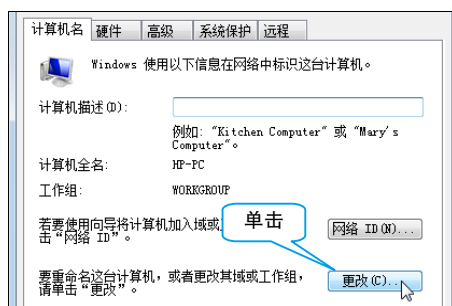 计算机名 硬件 高级 系统保护 远程
Windows 使用以下信息在网络中标识这台计算机。
计算机描述(D):
例如: "Kitchen Computer" 或 "Mary's
Computer"。
计算机全名: HP-PC
工作组: WORKGROUP
若要使用向导将计算机加入域或
击"网络 ID"。
单击
网络 ID(N)...
要重命名这台计算机，或者更改其域或工作组，
请单击"更改"。
更改(C)...